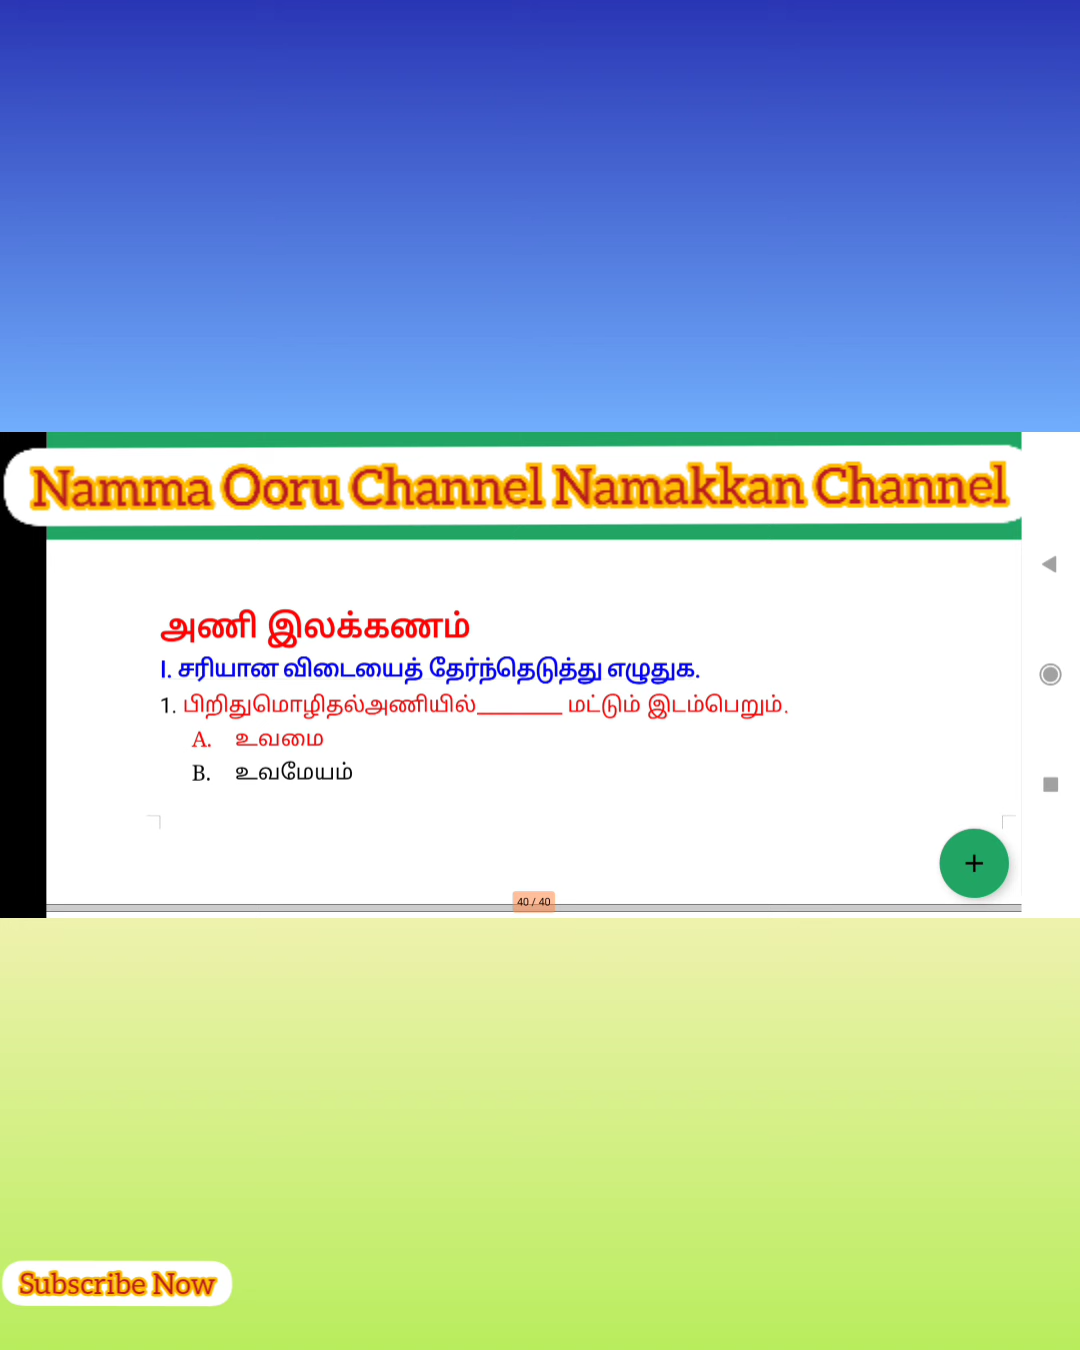 Namma Ooru Channel Namakkan Channel
அணி இலக்கணம்
I. சரியான விடையைத் தேர்ந்தெடுத்து எழுதுக.
1. பிறிதுமொழிதல்அணியில்________ மட்டும் இடம்பெறும்.
A. உவமை
B. உவமேயம்
+
40 / 40
Subscribe Now